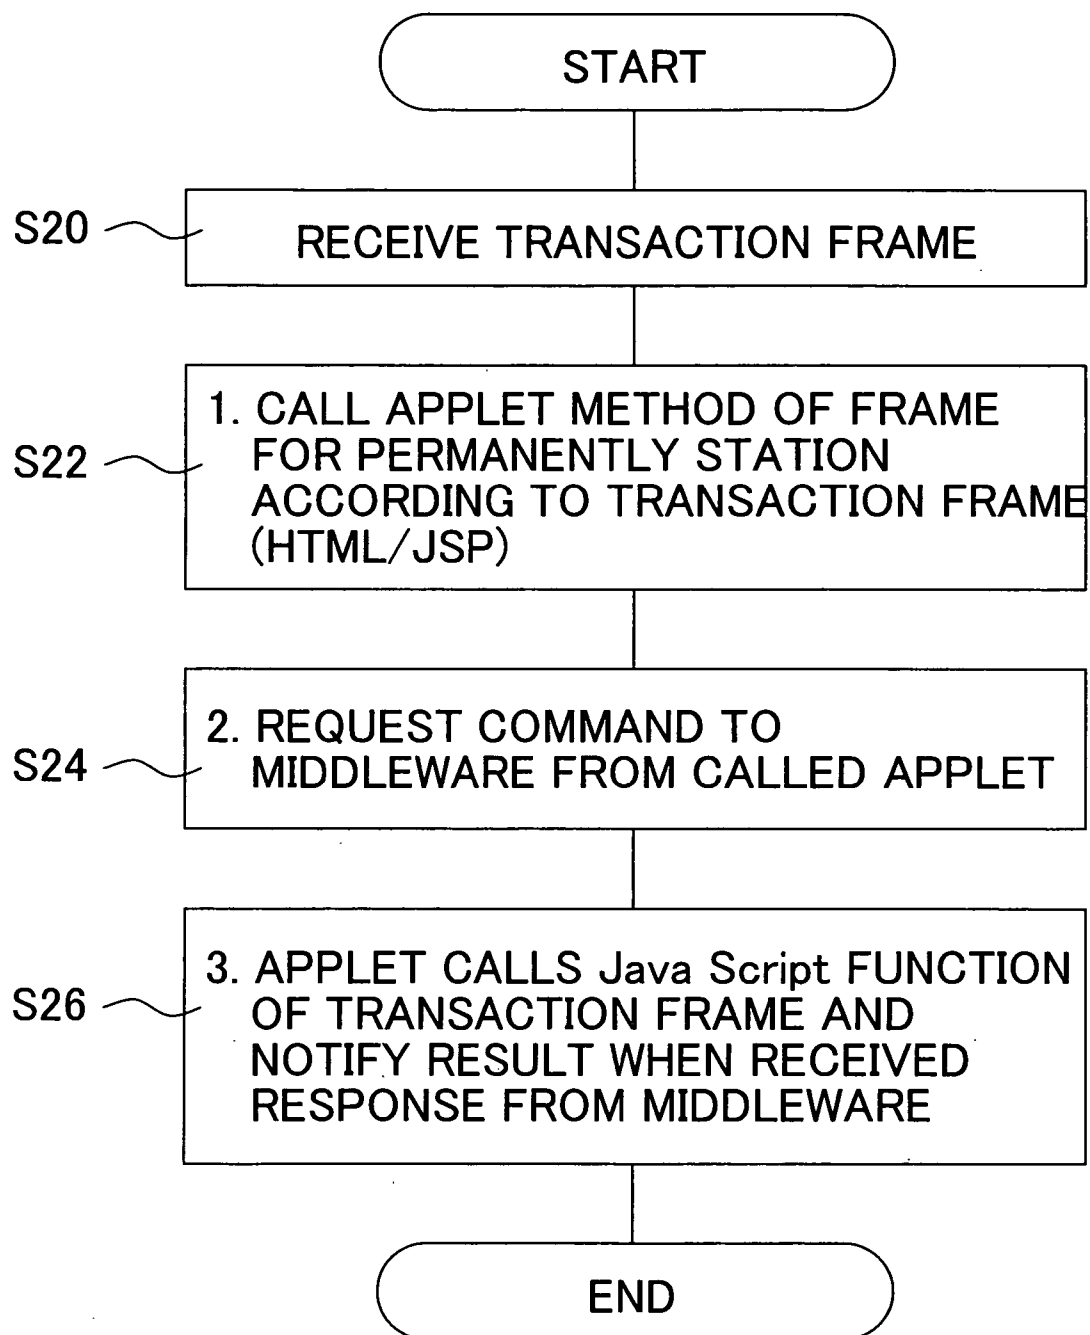 START
S20
RECEIVE TRANSACTION FRAME
S22
1. CALL APPLET METHOD OF FRAME
FOR PERMANENTLY STATION
ACCORDING TO TRANSACTION FRAME
(HTML/JSP)
S24
2. REQUEST COMMAND TO
MIDDLEWARE FROM CALLED APPLET
S26
3. APPLET CALLS Java Script FUNCTION
OF TRANSACTION FRAME AND
NOTIFY RESULT WHEN RECEIVED
RESPONSE FROM MIDDLEWARE
END